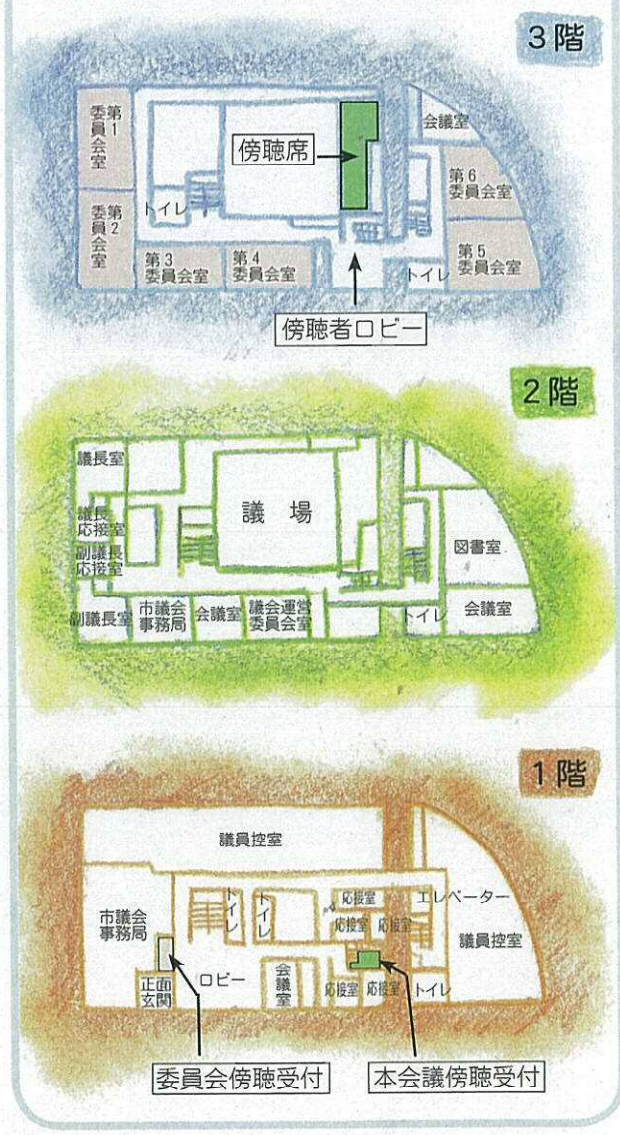 3階
会議室
第1
委員会室
傍聴席
第6
委員会室
第2
委員会室
トイレ
第3
委員会室
第4
委員会室
第5
委員会室
トイレ
傍聴者ロビー
2階
議長室
議場
議長
応接室
副議長
応接室
図書室
副議長室
市議会
事務局
会議室
議会運営
委員会室
トイレ
会議室
1階
議員控室
トイレ
トイレ
応接室
エレベーター
市議会
事務局
応接室
応接室
議員控室
正面
玄関
ロビー
会議室
応接室
応接室
トイレ
委員会傍聴受付
本会議傍聴受付